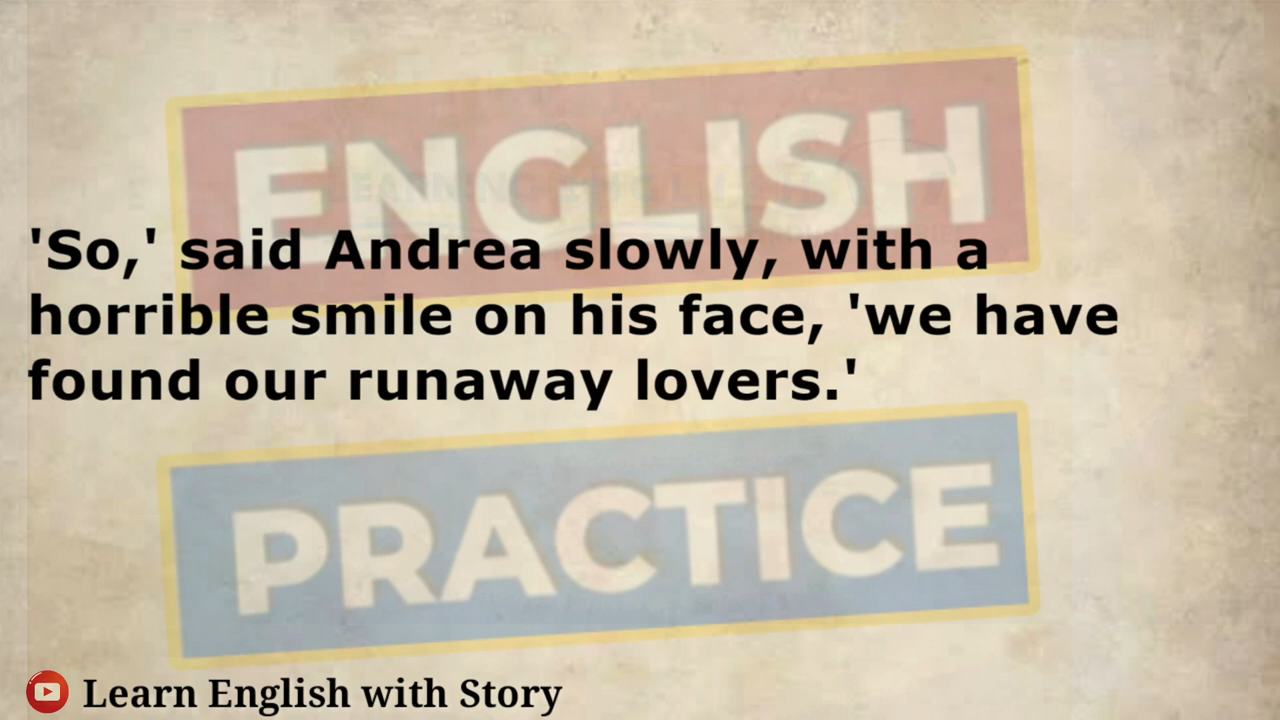 ENGLISH
'So,' said Andrea slowly, with a
horrible smile on his face, 'we have
found our runaway lovers.'
PRACTICE
Learn English with Story